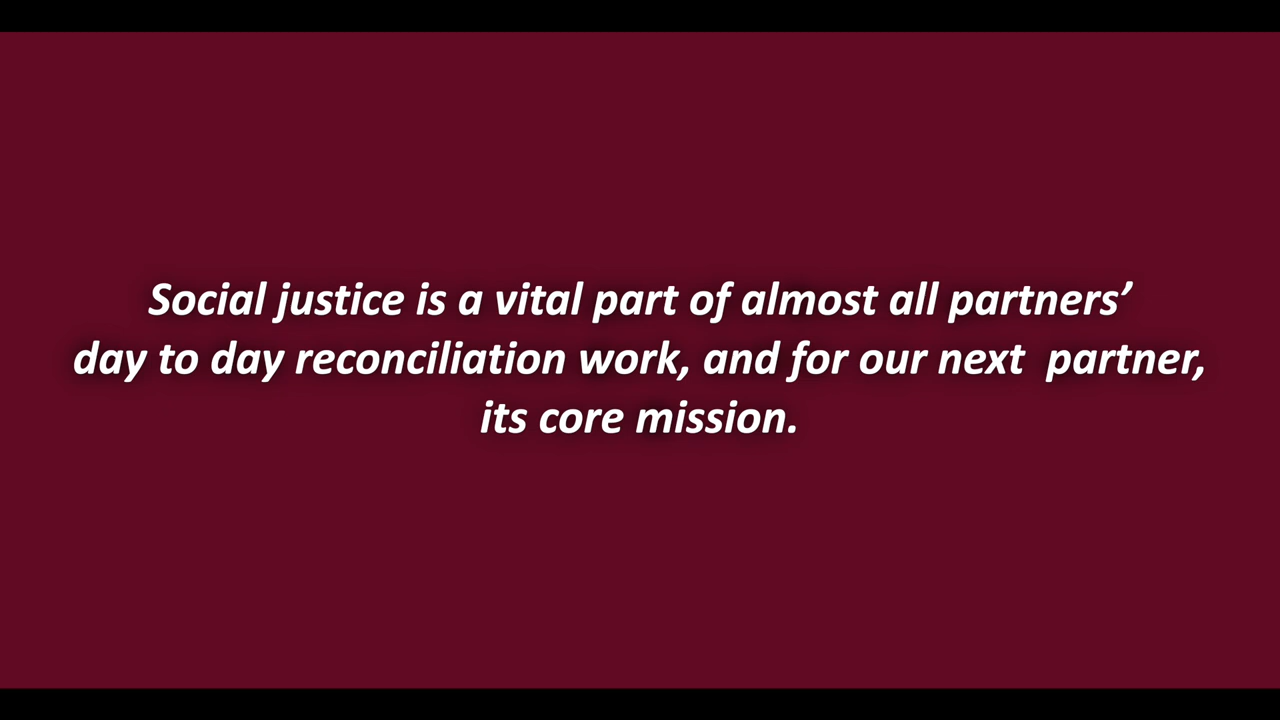 Social justice is a vital part of almost all partners’
day to day reconciliation work, and for our next  partner,
its core mission.